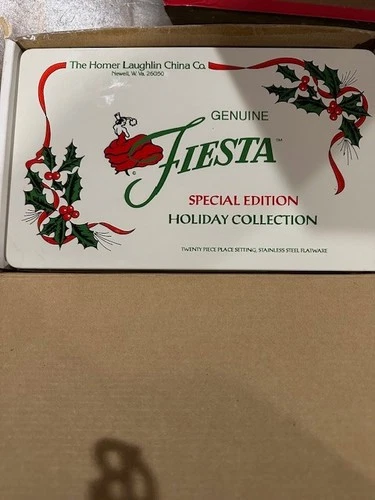 The Homer Laughlin China Co.
Newell, W. Va. 26050
GENUINE
FIESTA™
©
SPECIAL EDITION
HOLIDAY COLLECTION
TWENTY PIECE PLACE SETTING, STAINLESS STEEL FLATWARE